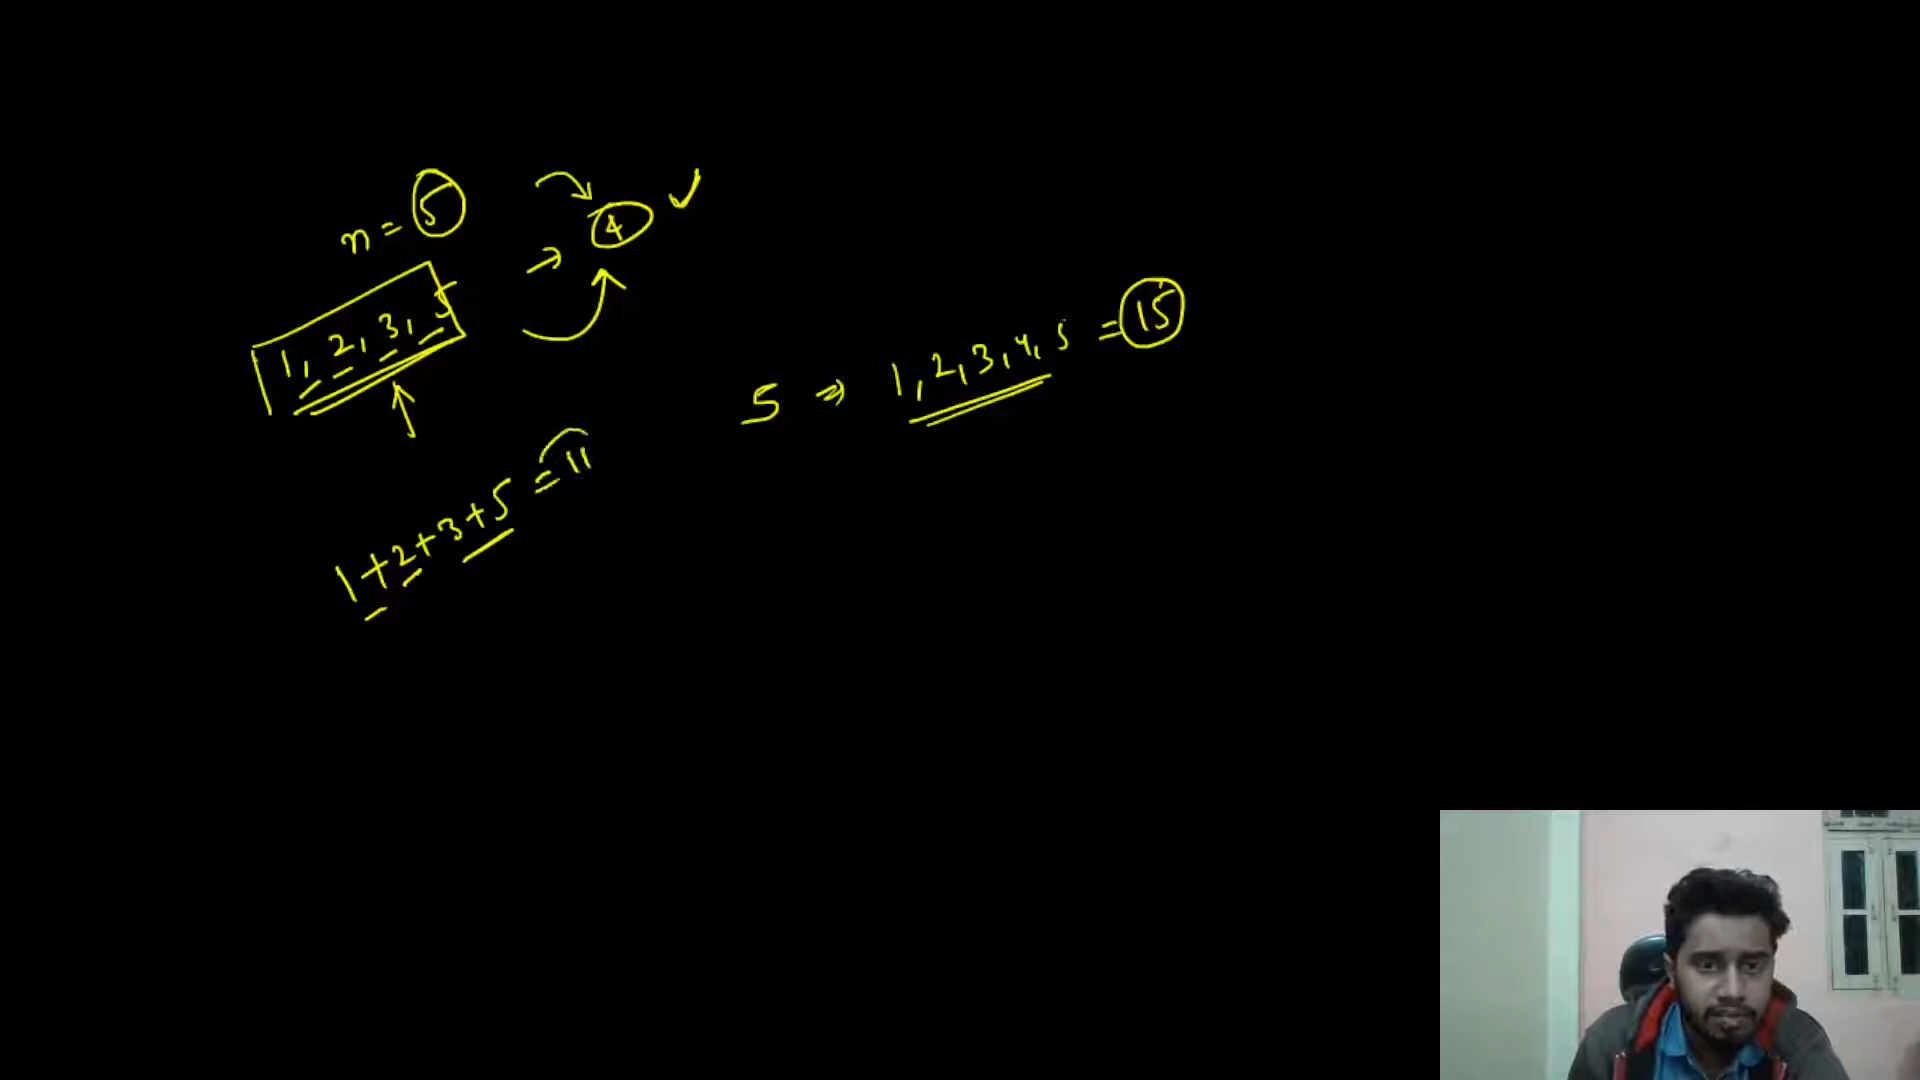 n = 5
4
1, 2, 3, 5
5 ⇒ 1, 2, 3, 4, 5 = 15
1+2+3+5 = 11